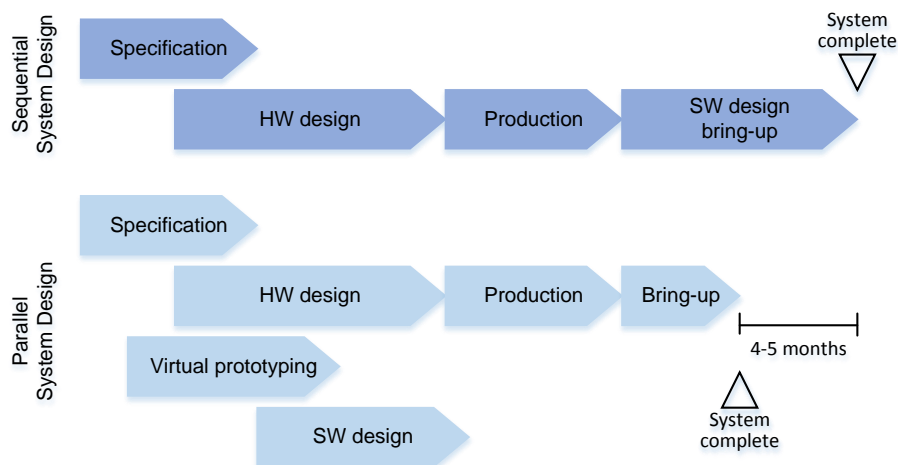 Sequential
System Design
Specification
System
complete
HW design
Production
SW design
bring-up
Parallel
System Design
Specification
HW design
Production
Bring-up
4-5 months
Virtual prototyping
System
complete
SW design